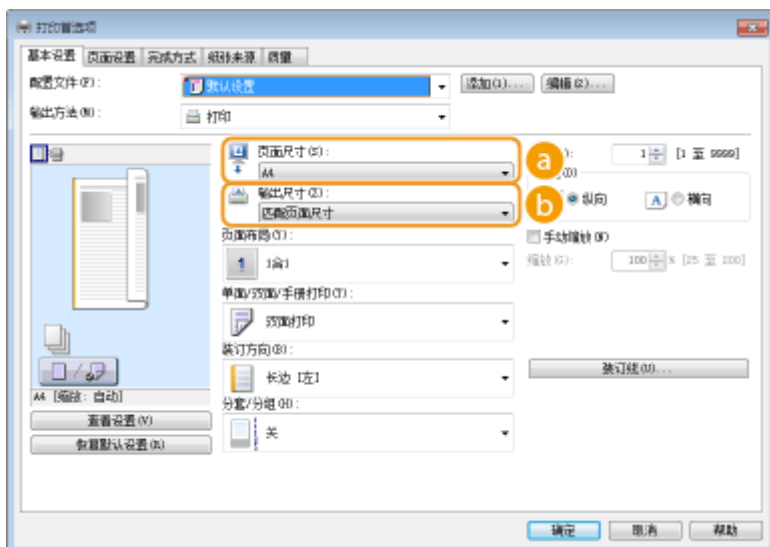 打印首选项
基本设置 页面设置 完成方式 纸张来源 质量
配置文件(F): 默认设置 添加(1)... 编辑(2)...
输出方法(M): 打印
页面尺寸(S):
A4
a
1 [1 至 9999]
输出尺寸(Z):
匹配页面尺寸
b
纵向 A 横向
页面布局(Y):
手动缩放(W)
1 1合1
缩放(G): 100 % [25 至 200]
单面/双面/手册打印(T):
双面打印
装订方向(B):
长边 [左]
装订线(U)...
A4 [缩放: 自动]
分套/分组(H):
查看设置(V)
关
恢复默认设置(R)
确定 取消 帮助